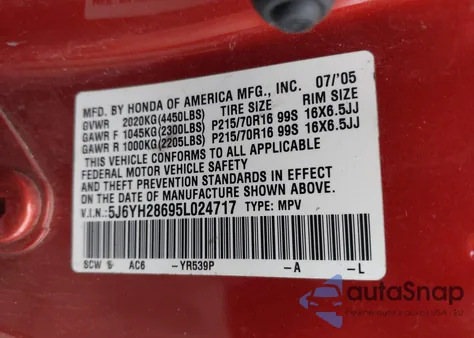 MFD. BY HONDA OF AMERICA MFG., INC. 07/'05
GVWR 2020KG(4450LBS) TIRE SIZE RIM SIZE
GAWR F 1045KG(2300LBS) P215/70R16 99S 16X6.5JJ
GAWR R 1000KG(2205LBS) P215/70R16 99S 16X6.5JJ
THIS VEHICLE CONFORMS TO ALL APPLICABLE
FEDERAL MOTOR VEHICLE SAFETY
AND THEFT PREVENTION STANDARDS IN EFFECT
ON THE DATE OF MANUFACTURE SHOWN ABOVE.
V.I.N.: 5J6YH28695L024717 TYPE: MPV
SCW AC6 -YR539P -A -L
autoSnap